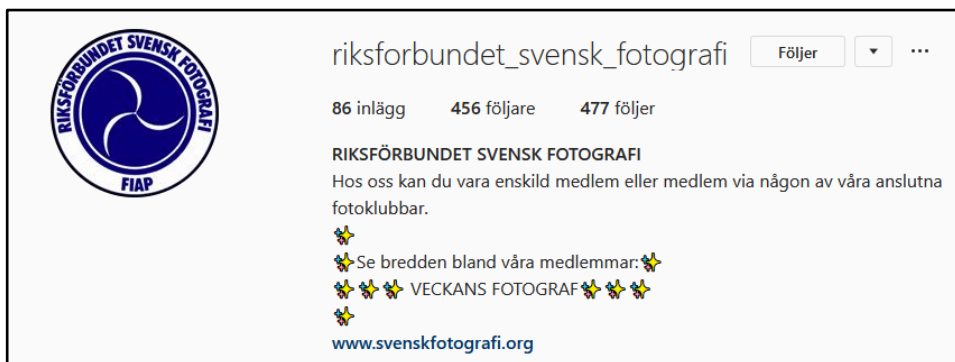 RIKSFÖRBUNDET SVENSK FOTOGRAFI
FIAP
riksforbundet_svensk_fotografi Följer
86 inlägg 456 följare 477 följer
RIKSFÖRBUNDET SVENSK FOTOGRAFI
Hos oss kan du vara enskild medlem eller medlem via någon av våra anslutna
fotoklubbar.
✨
✨Se bredden bland våra medlemmar:✨
✨✨✨ VECKANS FOTOGRAF✨✨✨
✨
www.svenskfotografi.org